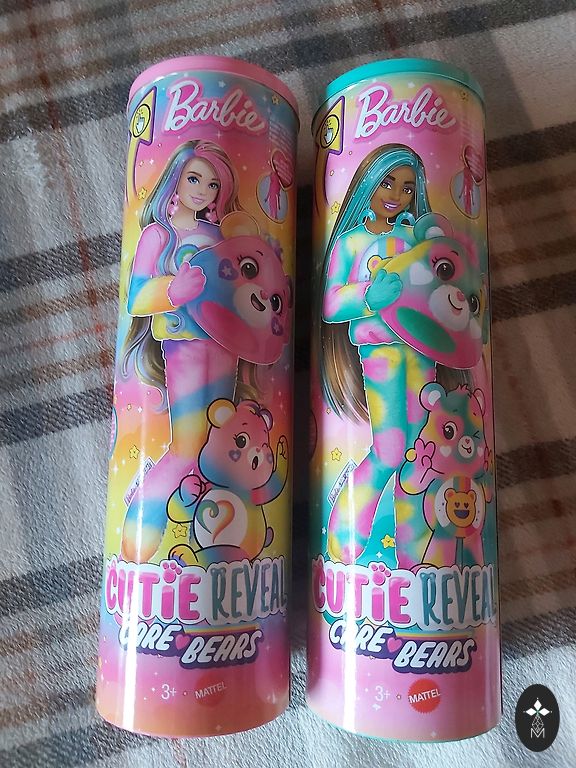 Barbie
CUTIE REVEAL
CARE BEARS
3+
MATTEL
Barbie
CUTIE REVEAL
CARE BEARS
3+
MATTEL
M